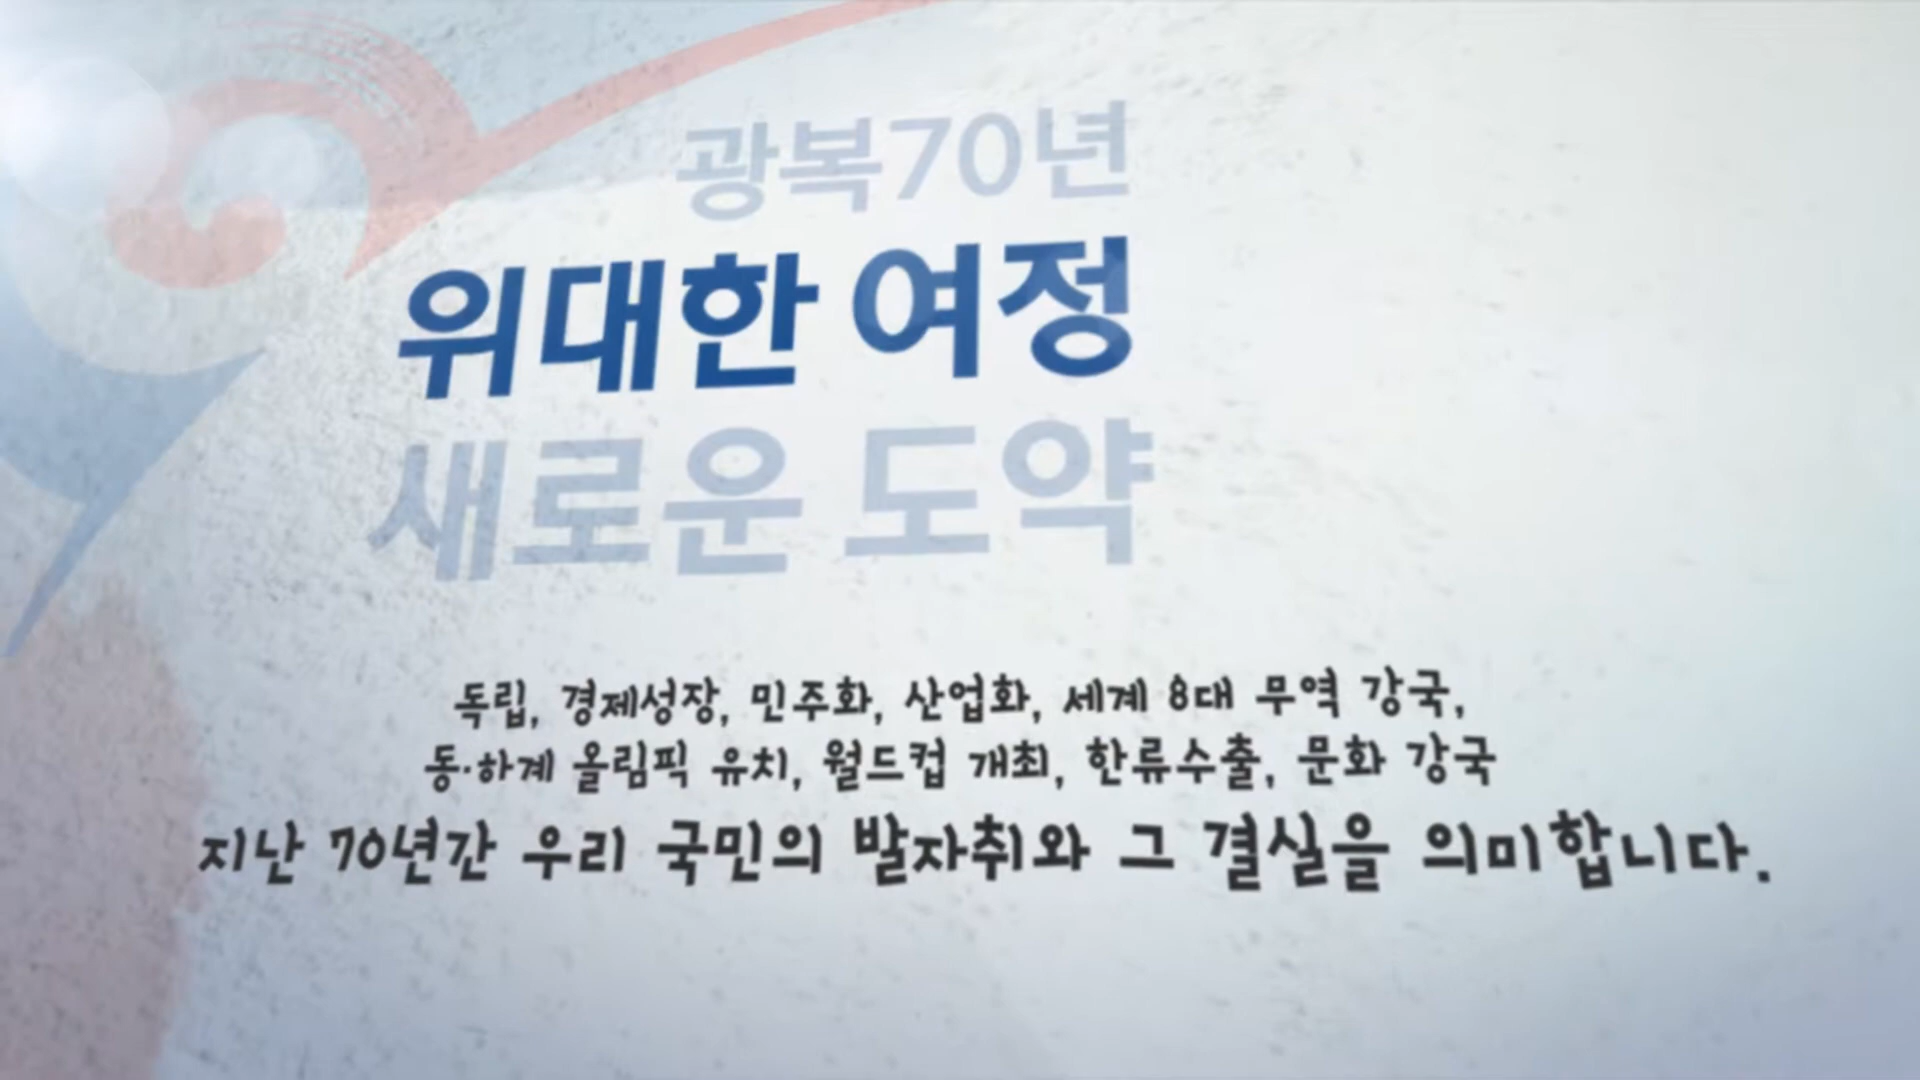 광복70년
위대한 여정
새로운 도약
독립, 경제성장, 민주화, 산업화, 세계 8대 무역 강국,
동·하계 올림픽 유치, 월드컵 개최, 한류수출, 문화 강국
지난 70년간 우리 국민의 발자취와 그 결실을 의미합니다.